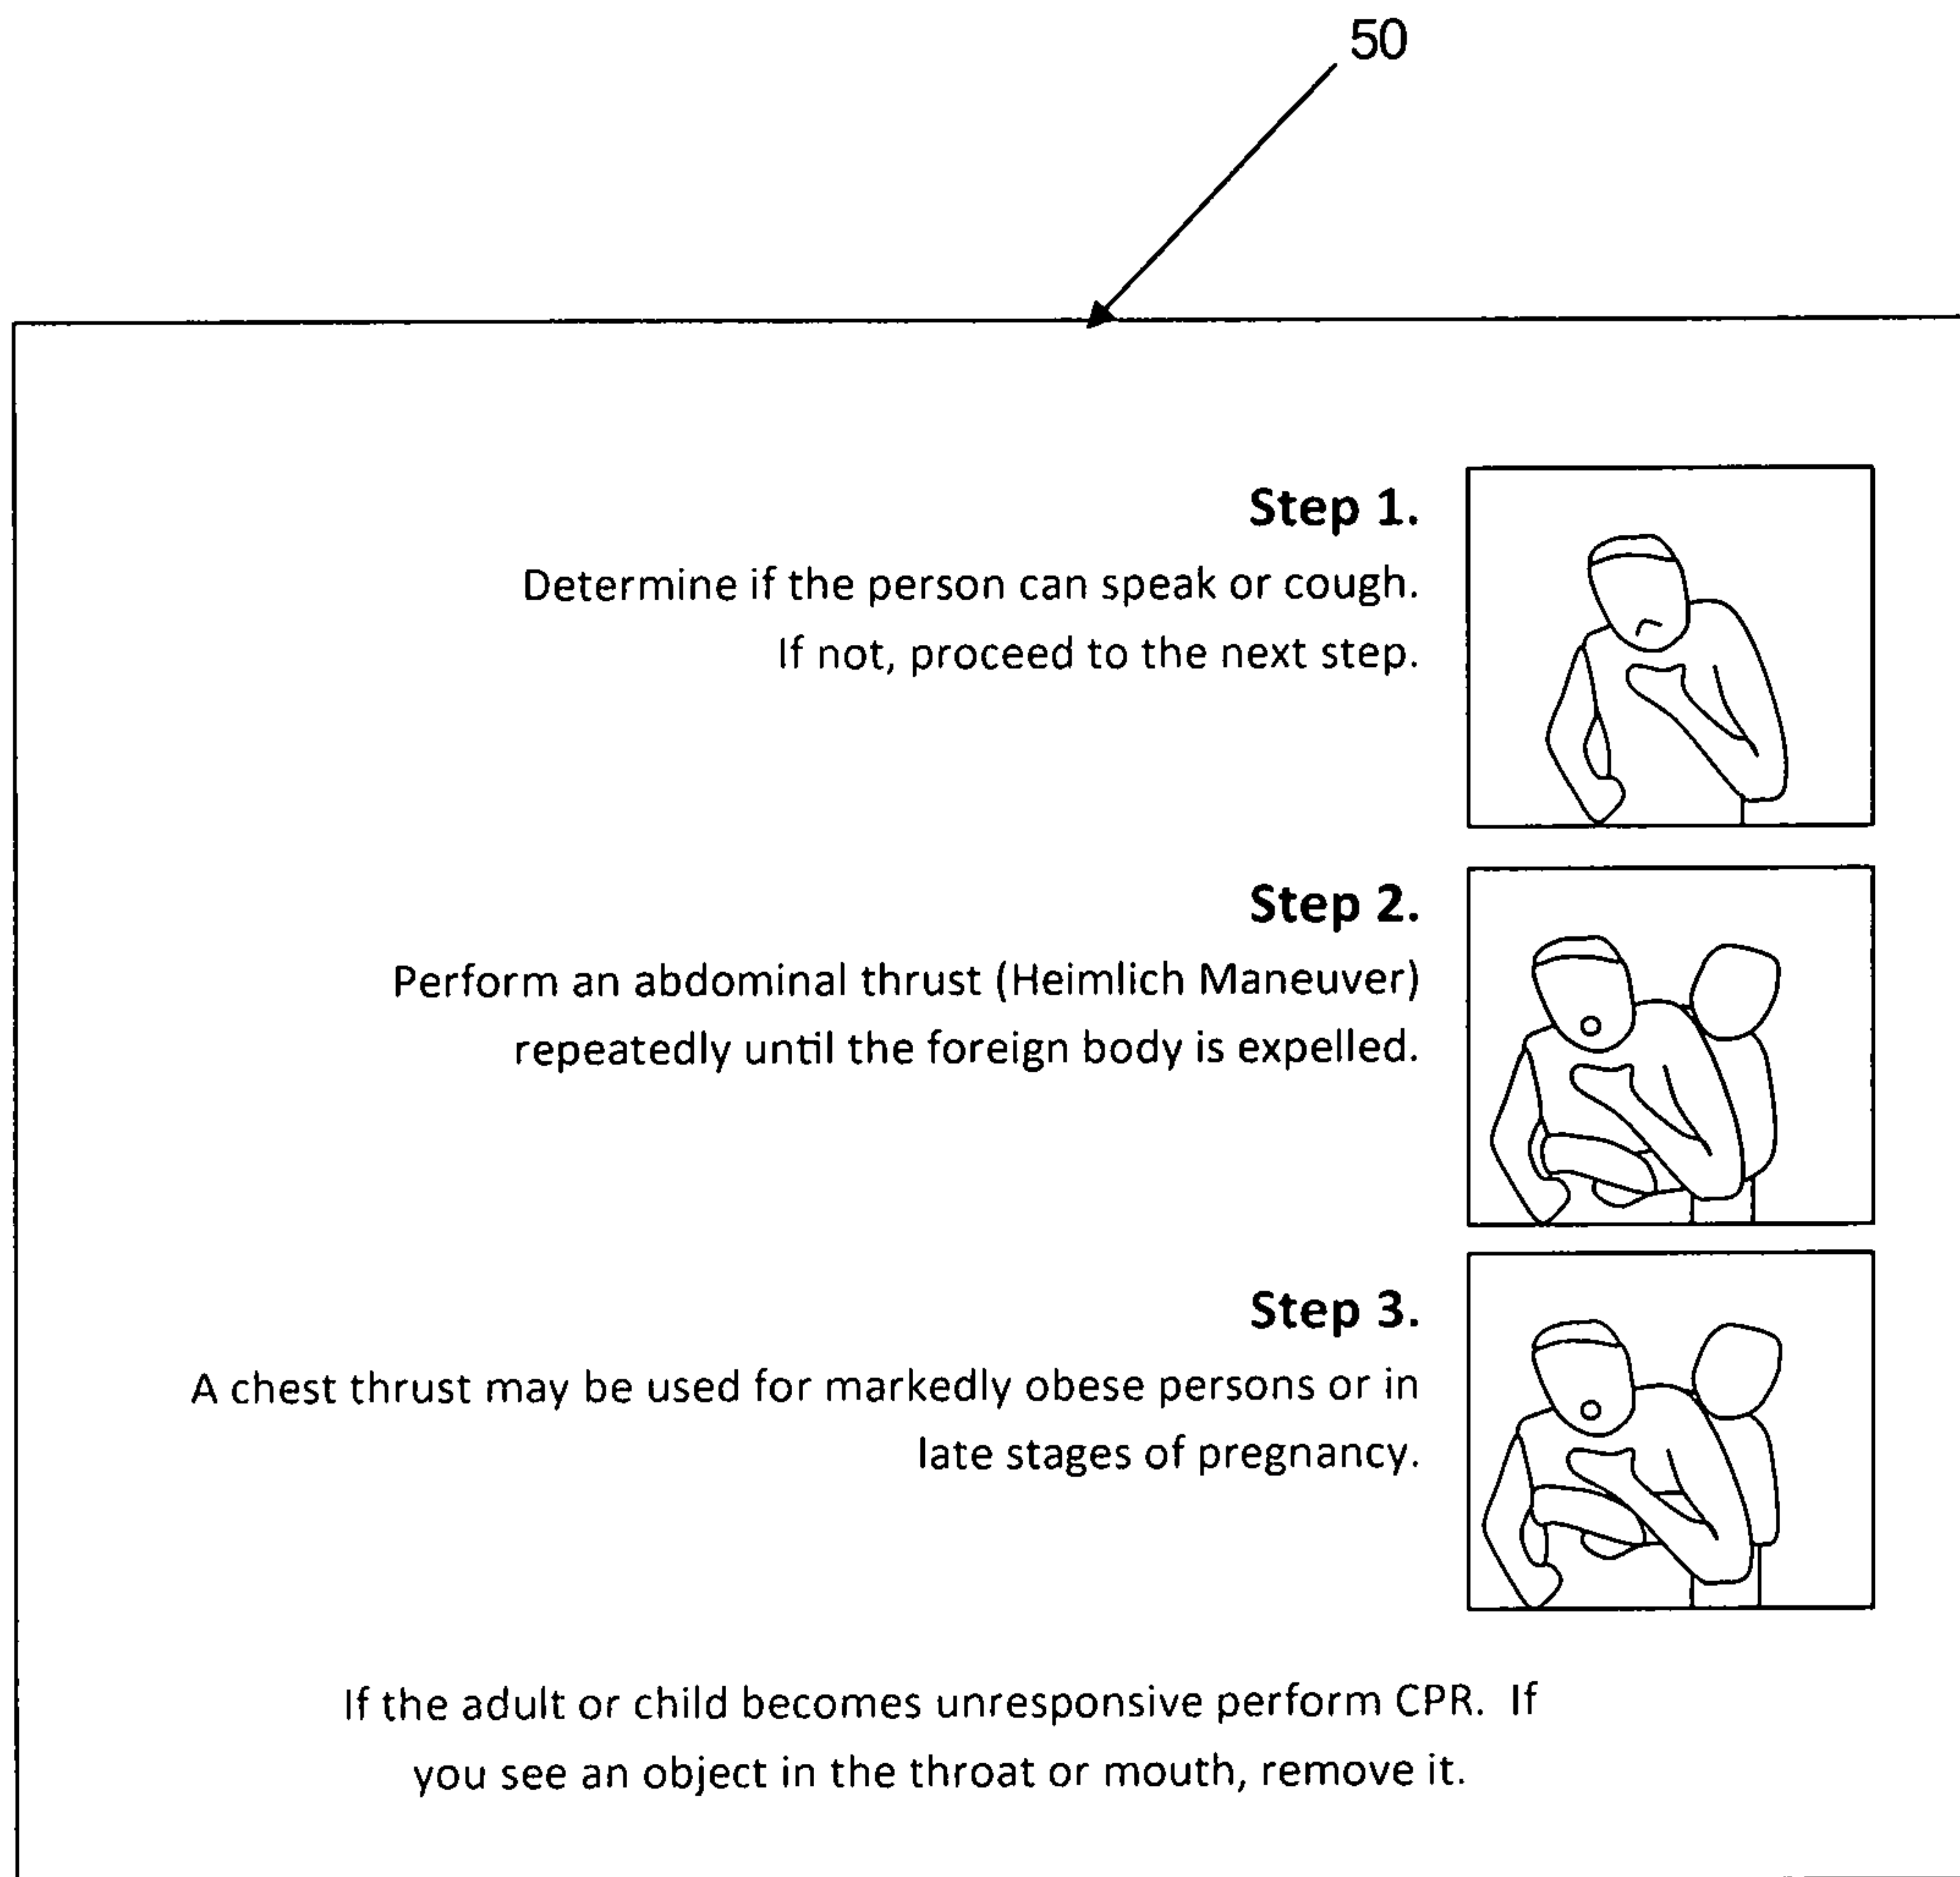 50
Step 1.
Determine if the person can speak or cough.
If not, proceed to the next step.
Step 2.
Perform an abdominal thrust (Heimlich Maneuver)
repeatedly until the foreign body is expelled.
Step 3.
A chest thrust may be used for markedly obese persons or in
late stages of pregnancy.
If the adult or child becomes unresponsive perform CPR. If
you see an object in the throat or mouth, remove it.